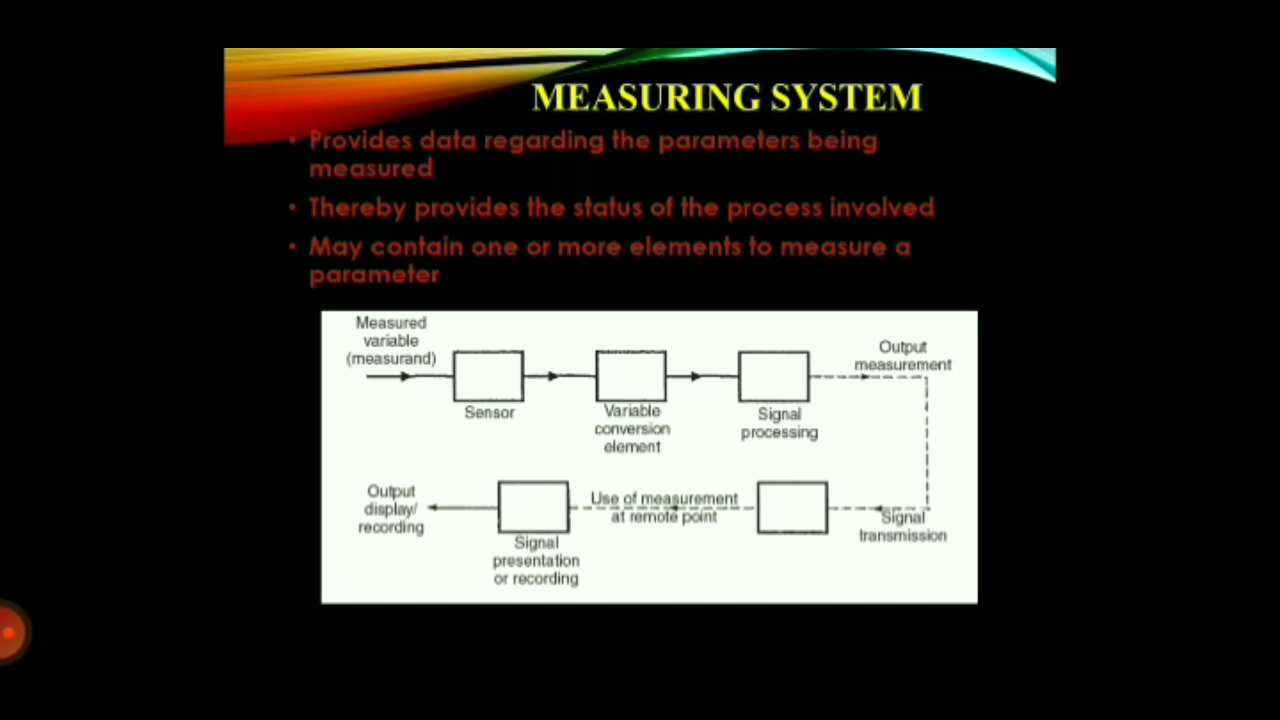 MEASURING SYSTEM
• Provides data regarding the parameters being
measured
• Thereby provides the status of the process involved
• May contain one or more elements to measure a
parameter
Measured
variable
(measurand)
Sensor
Variable
conversion
element
Signal
processing
Output
measurement
Output
display/
recording
Signal
presentation
or recording
Use of measurement
at remote point
Signal
transmission